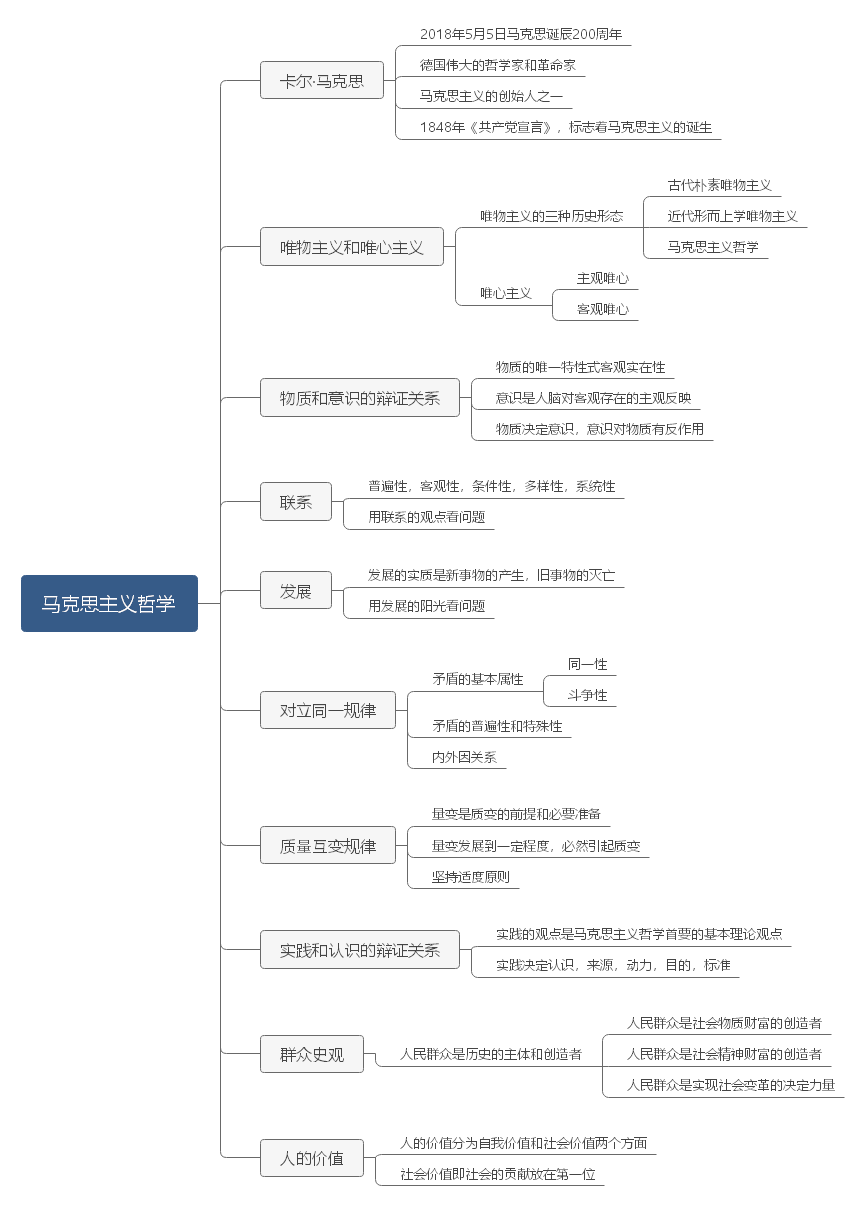 马克思主义哲学
卡尔·马克思
2018年5月5日马克思诞辰200周年
德国伟大的哲学家和革命家
马克思主义的创始人之一
1848年《共产党宣言》，标志着马克思主义的诞生
唯物主义和唯心主义
唯物主义的三种历史形态
古代朴素唯物主义
近代形而上学唯物主义
马克思主义哲学
唯心主义
主观唯心
客观唯心
物质和意识的辩证关系
物质的唯一特性式客观实在性
意识是人脑对客观存在的主观反映
物质决定意识，意识对物质有反作用
联系
普遍性，客观性，条件性，多样性，系统性
用联系的观点看问题
发展
发展的实质是新事物的产生，旧事物的灭亡
用发展的阳光看问题
对立同一规律
矛盾的基本属性
同一性
斗争性
矛盾的普遍性和特殊性
内外因关系
质量互变规律
量变是质变的前提和必要准备
量变发展到一定程度，必然引起质变
坚持适度原则
实践和认识的辩证关系
实践的观点是马克思主义哲学首要的基本理论观点
实践决定认识，来源，动力，目的，标准
群众史观
人民群众是历史的主体和创造者
人民群众是社会物质财富的创造者
人民群众是社会精神财富的创造者
人民群众是实现社会变革的决定力量
人的价值
人的价值分为自我价值和社会价值两个方面
社会价值即社会的贡献放在第一位